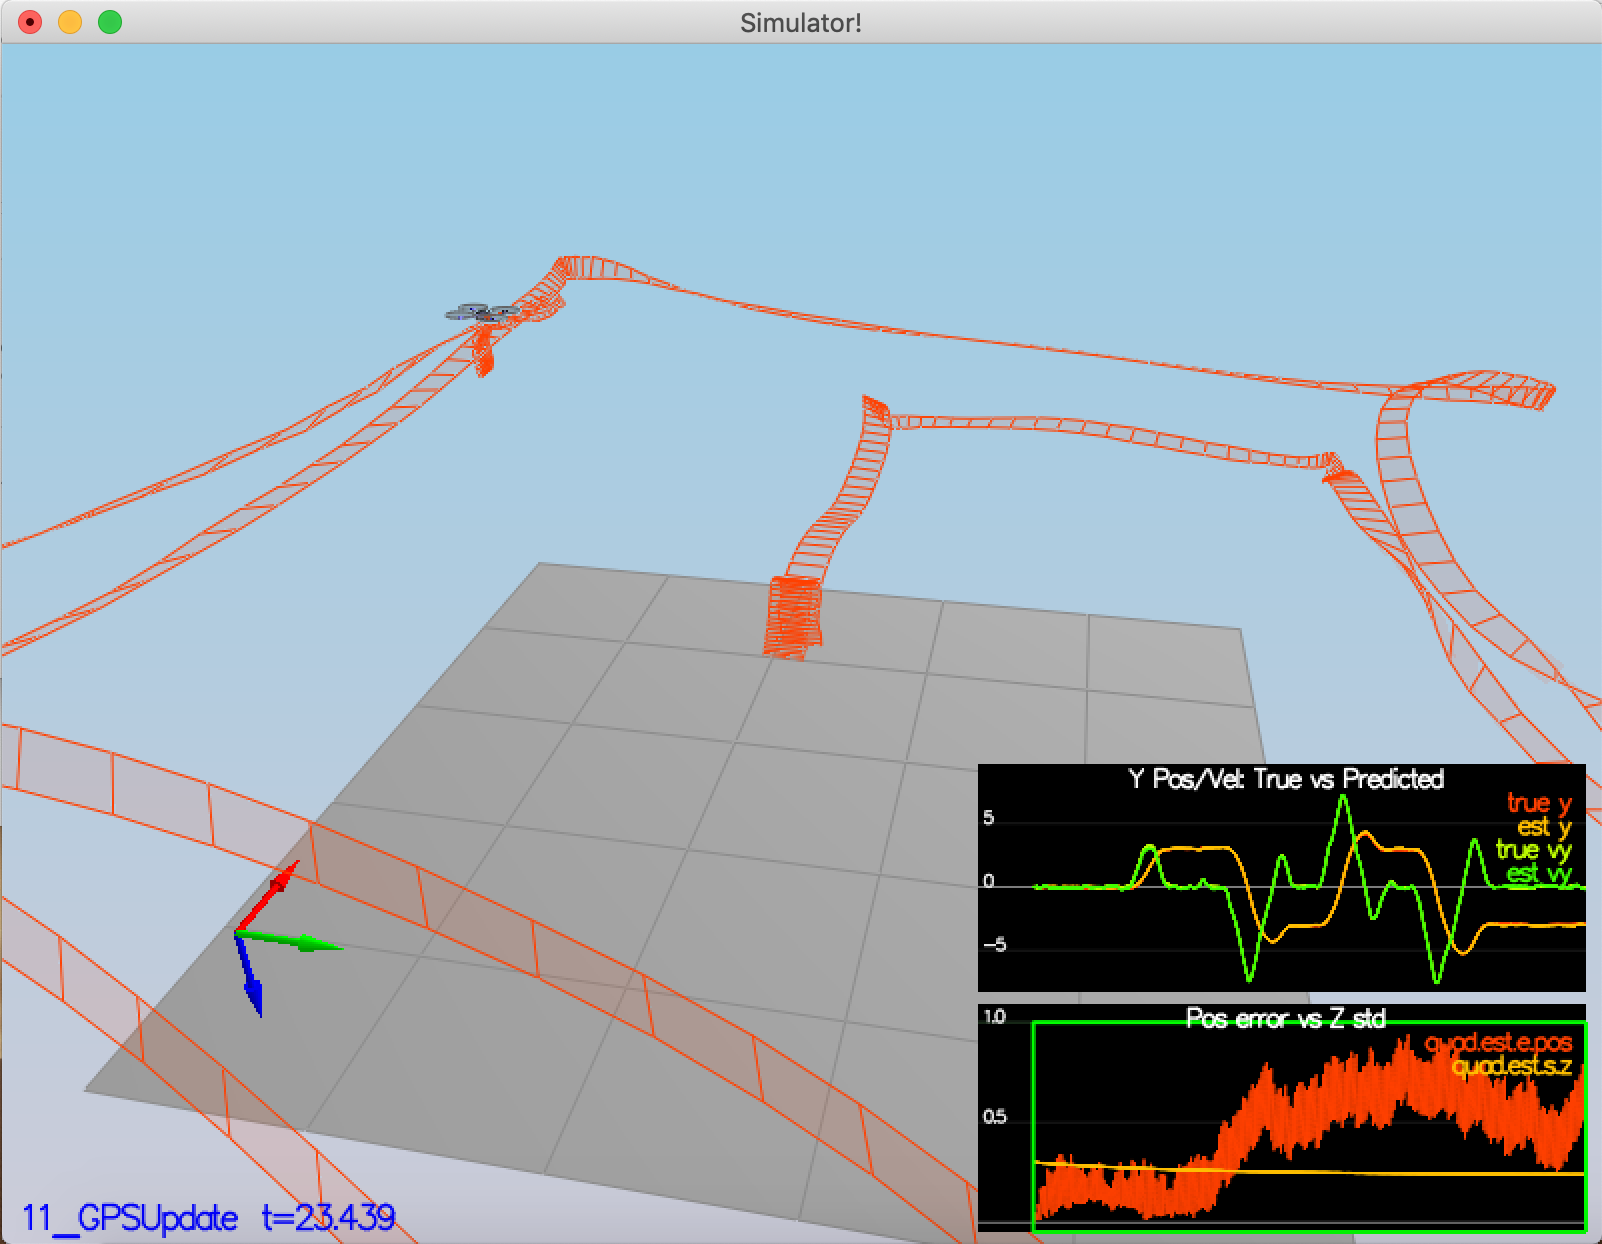 Simulator!
Y Pos/Vel: True vs Predicted
5
true y
est y
true vy
0
est vy
-5
Pos error vs Z std
1.0
quad.est.e.pos
quad.est.s.z
0.5
11_GPSUpdate t=23.439